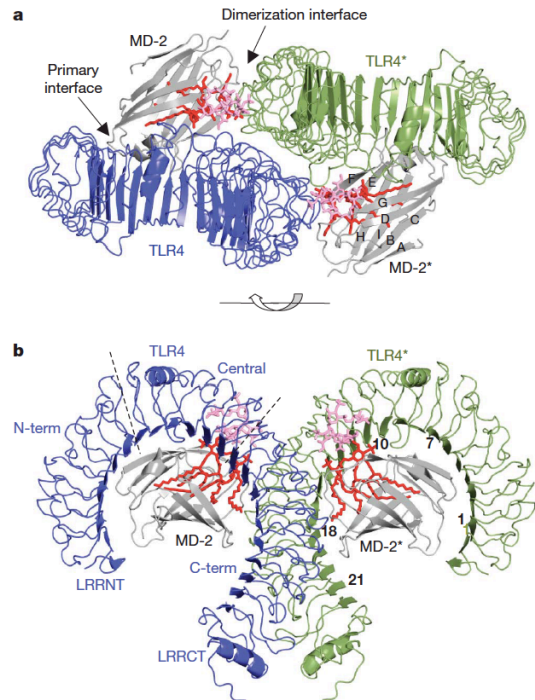 a
Dimerization interface
MD-2
TLR4*
Primary
interface
F
E
G
D
C
H
I
B
A
TLR4
MD-2*
b
TLR4
TLR4*
Central
N-term
10
7
1
MD-2
18
MD-2*
C-term
21
LRRNT
LRRCT